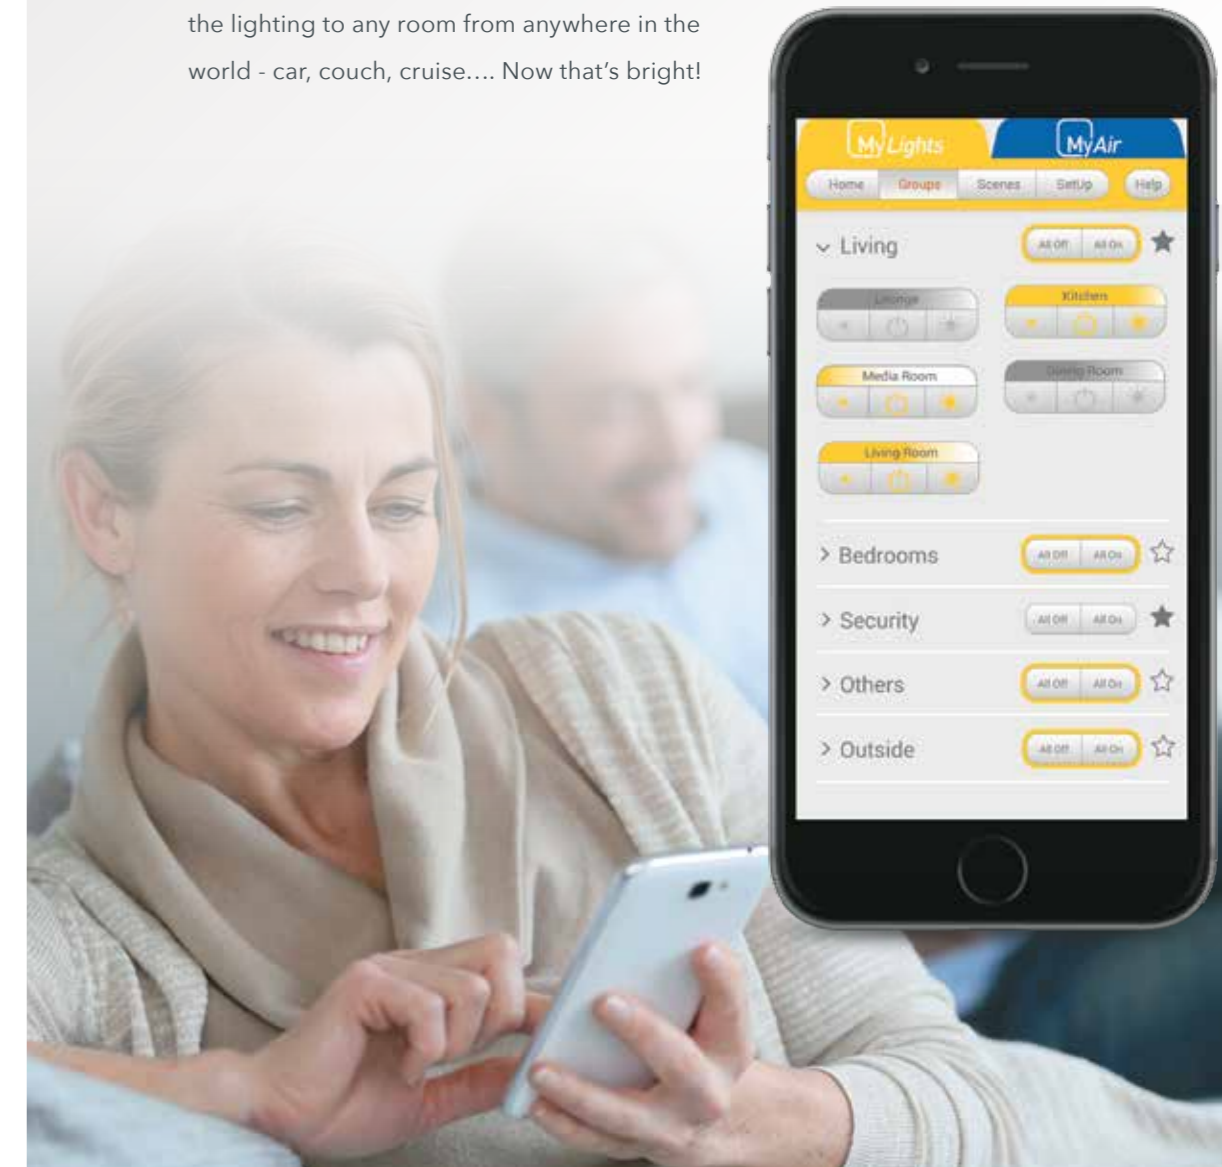 the lighting to any room from anywhere in the
world - car, couch, cruise.... Now that's bright!
MyLights MyAir
Home Groups Scenes SetUp Help
Living All Off All On
Lounge Kitchen
Media Room Dining Room
Living Room
Bedrooms All Off All On
Security All Off All On
Others All Off All On
Outside All Off All On